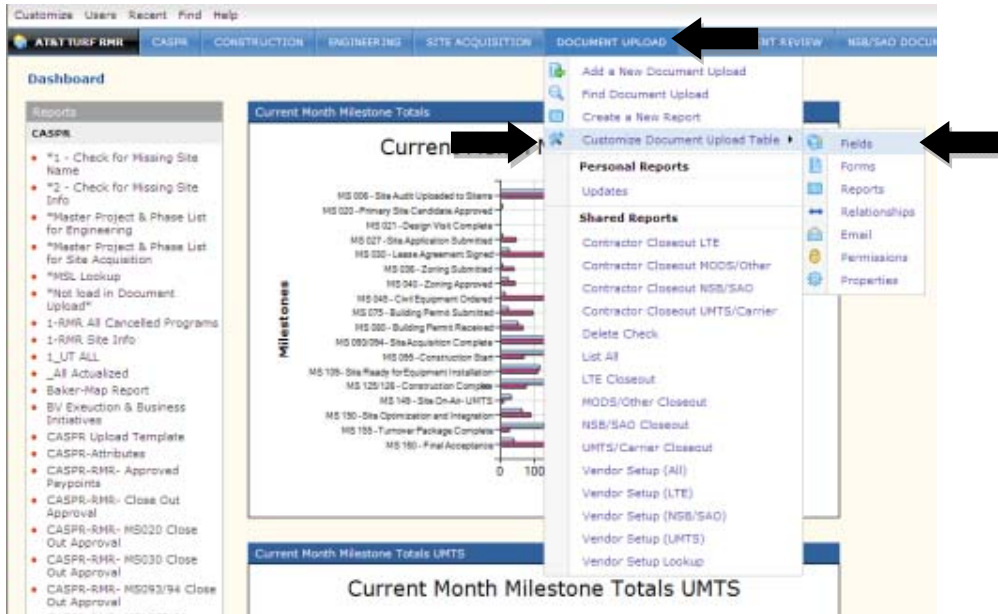 Customize Users Recent Find Help
AT&T TURF RMR CASPR CONSTRUCTION ENGINEERING SITE ACQUISITION DOCUMENT UPLOAD NT REVIEW NSB/SAO DOCUM
Dashboard
Reports
CASPR
*1 - Check for Missing Site
Name
*2 - Check for Missing Site
Info
*Master Project & Phase List
for Engineering
*Master Project & Phase List
for Site Acquisition
*MSL Lookup
*Not load in Document
Upload*
1-RMR All Cancelled Programs
1-RMR Site Info
1_UT ALL
_All Actualized
Baker-Map Report
BV Exeuction & Business
Initiatives
CASPR Upload Template
CASPR-Attributes
CASPR-RMR- Approved
Paypoints
CASPR-RMR- Close Out
Approval
CASPR-RMR- MS020 Close
Out Approval
CASPR-RMR- MS030 Close
Out Approval
CASPR-RMR- MS093/94 Close
Out Approval
Current Month Milestone Totals
Curren
Milestones
MS 006 - Site Audit Uploaded to Siterra
MS 020 - Primary Site Candidate Approved
MS 021 - Design Visit Complete
MS 027 - Site Application Submitted
MS 030 - Lease Agreement Signed
MS 036 - Zoning Submitted
MS 040 - Zoning Approved
MS 048 - Civil Equipment Ordered
MS 075 - Building Permit Submitted
MS 080 - Building Permit Received
MS 093/094 - Site Acquisition Complete
MS 095 - Construction Start
MS 109 - Site Ready for Equipment Installation
MS 125/126 - Construction Complete
MS 149 - Site On-Air - UMTS
MS 150 - Site Optimization and Integration
MS 155 - Turnover Package Complete
MS 160 - Final Acceptance
0 100
Current Month Milestone Totals UMTS
Current Month Milestone Totals UMTS
Add a New Document Upload
Find Document Upload
Create a New Report
Customize Document Upload Table
Personal Reports
Updates
Shared Reports
Contractor Closeout LTE
Contractor Closeout MODS/Other
Contractor Closeout NSB/SAO
Contractor Closeout UMTS/Carrier
Delete Check
List All
LTE Closeout
MODS/Other Closeout
NSB/SAO Closeout
UMTS/Carrier Closeout
Vendor Setup (All)
Vendor Setup (LTE)
Vendor Setup (NSB/SAO)
Vendor Setup (UMTS)
Vendor Setup Lookup
Fields
Forms
Reports
Relationships
Email
Permissions
Properties